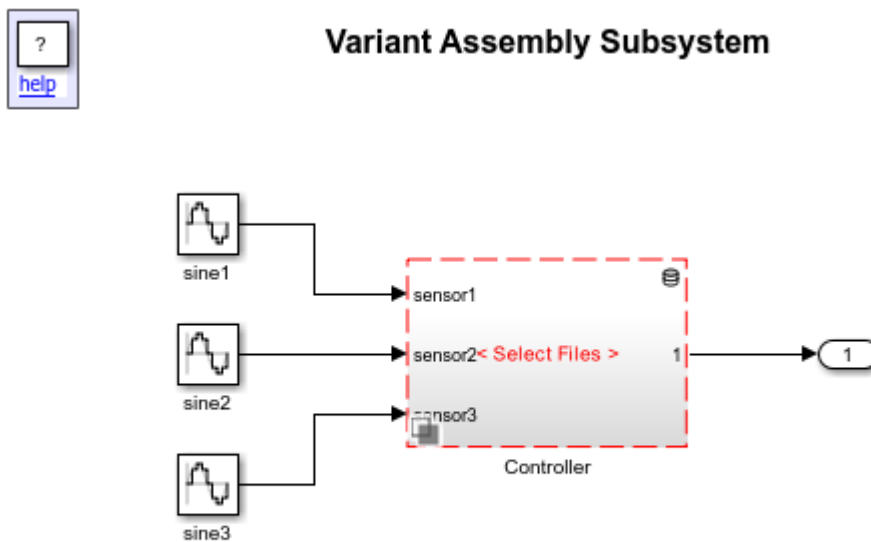 ?
help
Variant Assembly Subsystem
sine1
sensor1
sensor2< Select Files >
1
1
sine2
sensor3
Controller
sine3